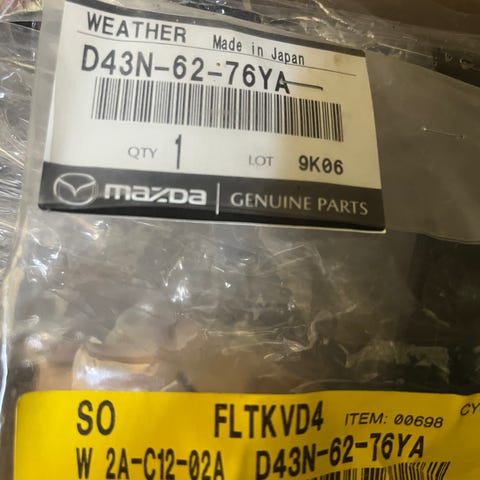 WEATHER Made in Japan
D43N-62-76YA—
QTY 1 LOT 9K06
mazda GENUINE PARTS
SO FLTKVD4 ITEM: 00698 CY
W 2A-C12-02A D43N-62-76YA